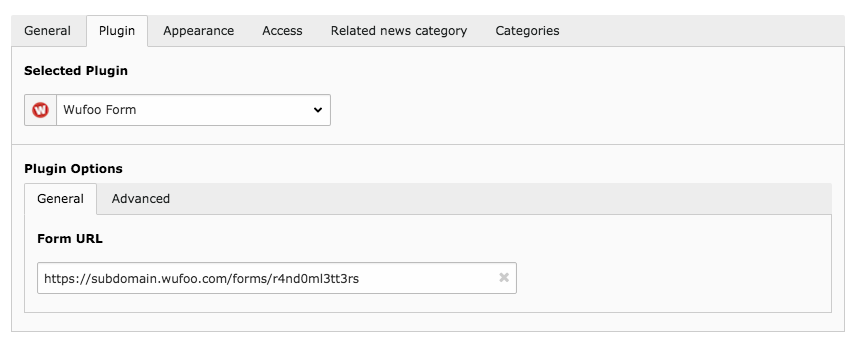 General Plugin Appearance Access Related news category Categories
Selected Plugin
W Wufoo Form
Plugin Options
General Advanced
Form URL
https://subdomain.wufoo.com/forms/r4nd0ml3tt3rs